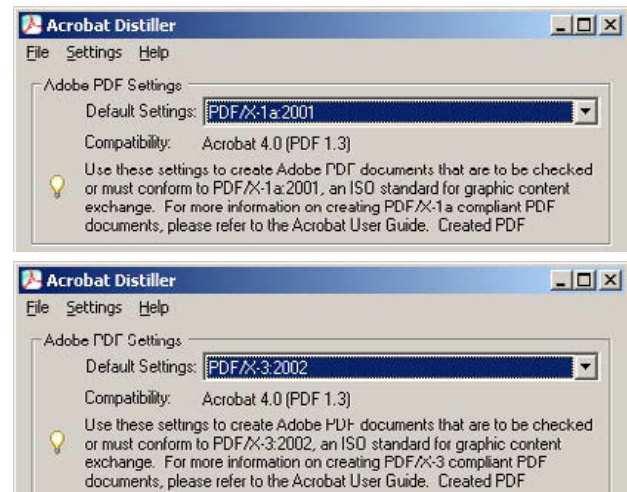 Acrobat Distiller
File Settings Help
Adobe PDF Settings
Default Settings: PDF/X-1a:2001
Compatibility: Acrobat 4.0 (PDF 1.3)
Use these settings to create Adobe PDF documents that are to be checked
or must conform to PDF/X-1a:2001, an ISO standard for graphic content
exchange. For more information on creating PDF/X-1a compliant PDF
documents, please refer to the Acrobat User Guide. Created PDF
Acrobat Distiller
File Settings Help
Adobe PDF Settings
Default Settings: PDF/X-3:2002
Compatibility: Acrobat 4.0 (PDF 1.3)
Use these settings to create Adobe PDF documents that are to be checked
or must conform to PDF/X-3:2002, an ISO standard for graphic content
exchange. For more information on creating PDF/X-3 compliant PDF
documents, please refer to the Acrobat User Guide. Created PDF